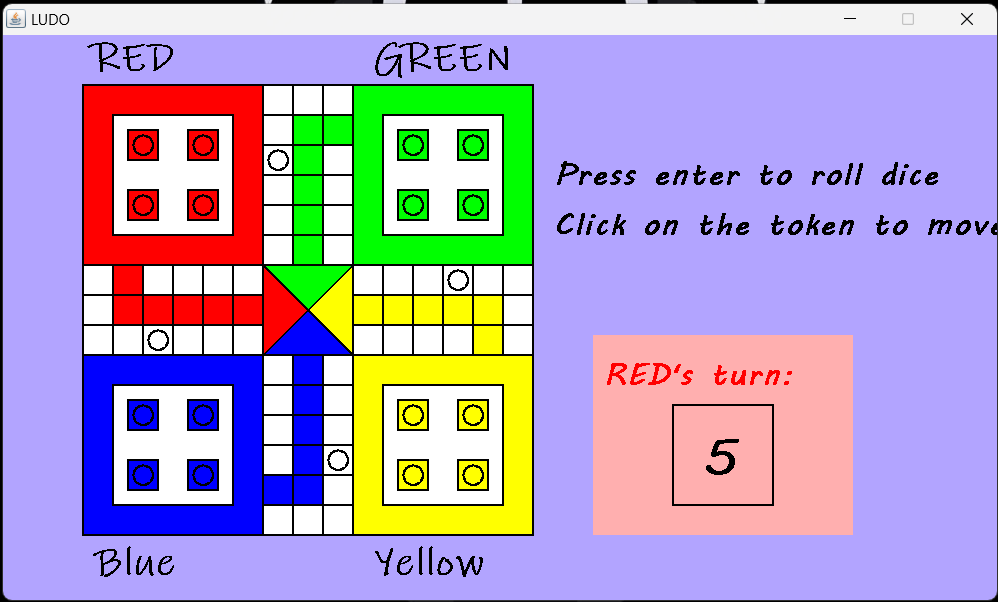 LUDO
RED
GREEN
Press enter to roll dice
Click on the token to move
RED's turn:
5
Blue
Yellow